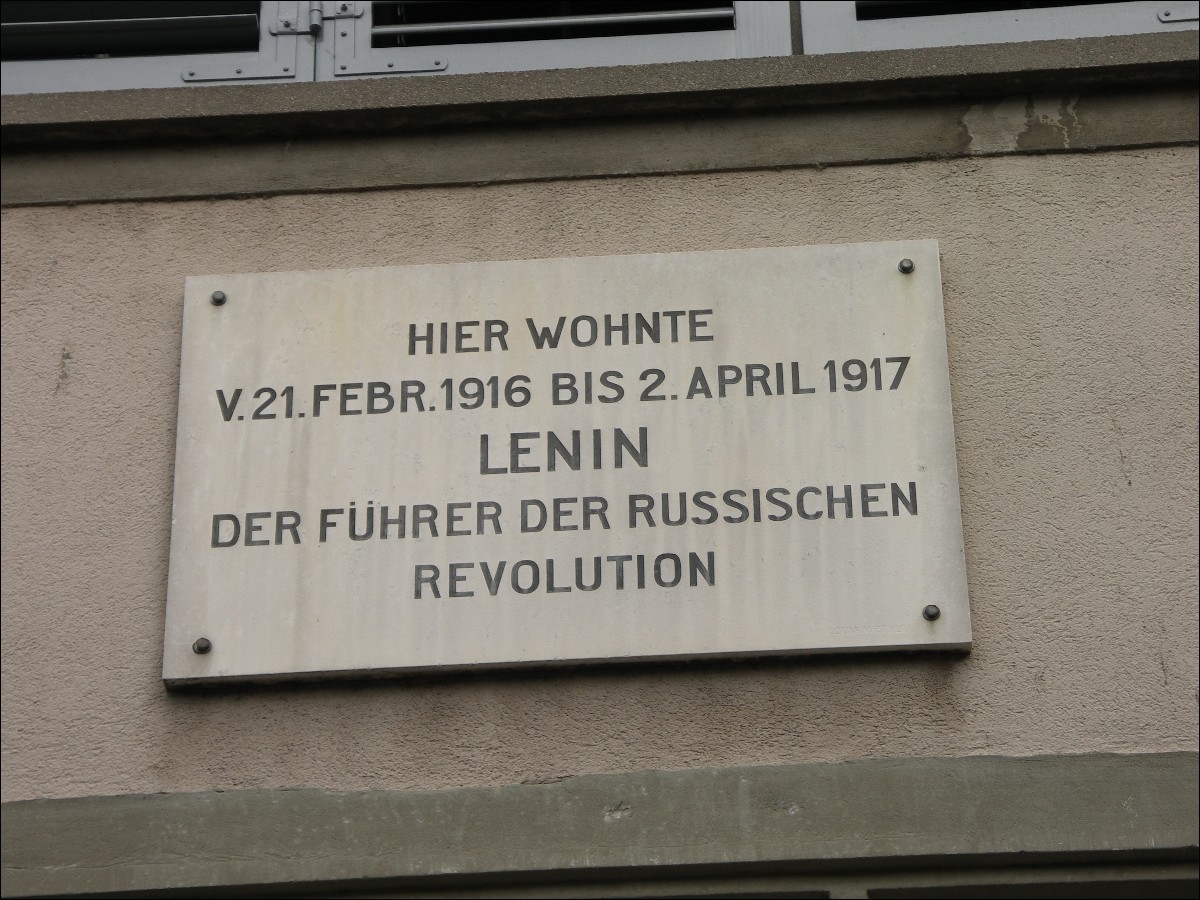 HIER WOHNTE
V. 21. FEBR. 1916 BIS 2. APRIL 1917
LENIN
DER FÜHRER DER RUSSISCHEN
REVOLUTION